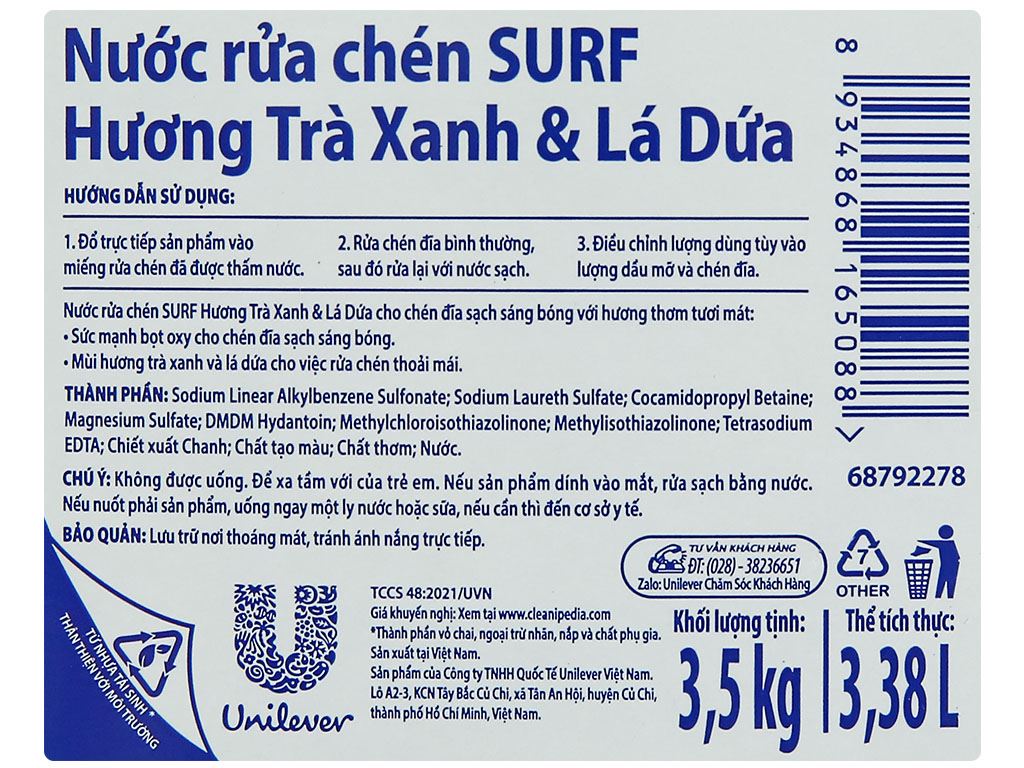 Nước rửa chén SURF
Hương Trà Xanh & Lá Dứa
HƯỚNG DẪN SỬ DỤNG:
1. Đổ trực tiếp sản phẩm vào
miếng rửa chén đã được thấm nước.
2. Rửa chén đĩa bình thường,
sau đó rửa lại với nước sạch.
3. Điều chỉnh lượng dùng tùy vào
lượng dầu mỡ và chén đĩa.
Nước rửa chén SURF Hương Trà Xanh & Lá Dứa cho chén đĩa sạch sáng bóng với hương thơm tươi mát:
• Sức mạnh bọt oxy cho chén đĩa sạch sáng bóng.
• Mùi hương trà xanh và lá dứa cho việc rửa chén thoải mái.
THÀNH PHẦN: Sodium Linear Alkylbenzene Sulfonate; Sodium Laureth Sulfate; Cocamidopropyl Betaine;
Magnesium Sulfate; DMDM Hydantoin; Methylchloroisothiazolinone; Methylisothiazolinone; Tetrasodium
EDTA; Chiết xuất Chanh; Chất tạo màu; Chất thơm; Nước.
CHÚ Ý: Không được uống. Để xa tầm với của trẻ em. Nếu sản phẩm dính vào mắt, rửa sạch bằng nước.
Nếu nuốt phải sản phẩm, uống ngay một ly nước hoặc sữa, nếu cần thì đến cơ sở y tế.
BẢO QUẢN: Lưu trữ nơi thoáng mát, tránh ánh nắng trực tiếp.
8 934868 165088 >
68792278
TƯ VẤN KHÁCH HÀNG
ĐT: (028) - 38236651
Zalo: Unilever Chăm Sóc Khách Hàng
7
OTHER
TỪ NHỰA TÁI SINH *
THÂN THIỆN VỚI MÔI TRƯỜNG
Unilever
TCCS 48:2021/UVN
Giá khuyến nghị: Xem tại www.cleanipedia.com
*Thành phần vỏ chai, ngoại trừ nhãn, nắp và chất phụ gia.
Sản xuất tại Việt Nam.
Sản phẩm của Công ty TNHH Quốc Tế Unilever Việt Nam.
Lô A2-3, KCN Tây Bắc Củ Chi, xã Tân An Hội, huyện Củ Chi,
thành phố Hồ Chí Minh, Việt Nam.
Khối lượng tịnh:
3,5 kg
Thể tích thực:
3,38 L